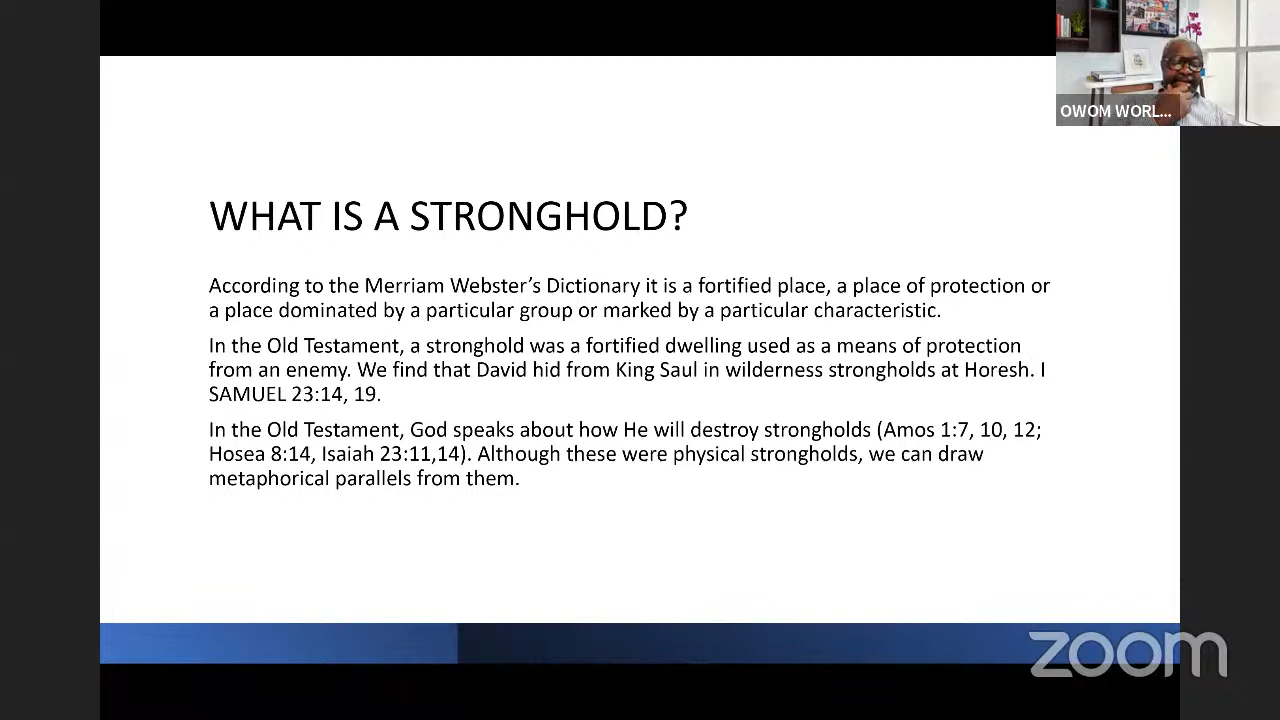 OWOM WORL...
WHAT IS A STRONGHOLD?
According to the Merriam Webster’s Dictionary it is a fortified place, a place of protection or
a place dominated by a particular group or marked by a particular characteristic.
In the Old Testament, a stronghold was a fortified dwelling used as a means of protection
from an enemy. We find that David hid from King Saul in wilderness strongholds at Horesh. I
SAMUEL 23:14, 19.
In the Old Testament, God speaks about how He will destroy strongholds (Amos 1:7, 10, 12;
Hosea 8:14, Isaiah 23:11,14). Although these were physical strongholds, we can draw
metaphorical parallels from them.
zoom